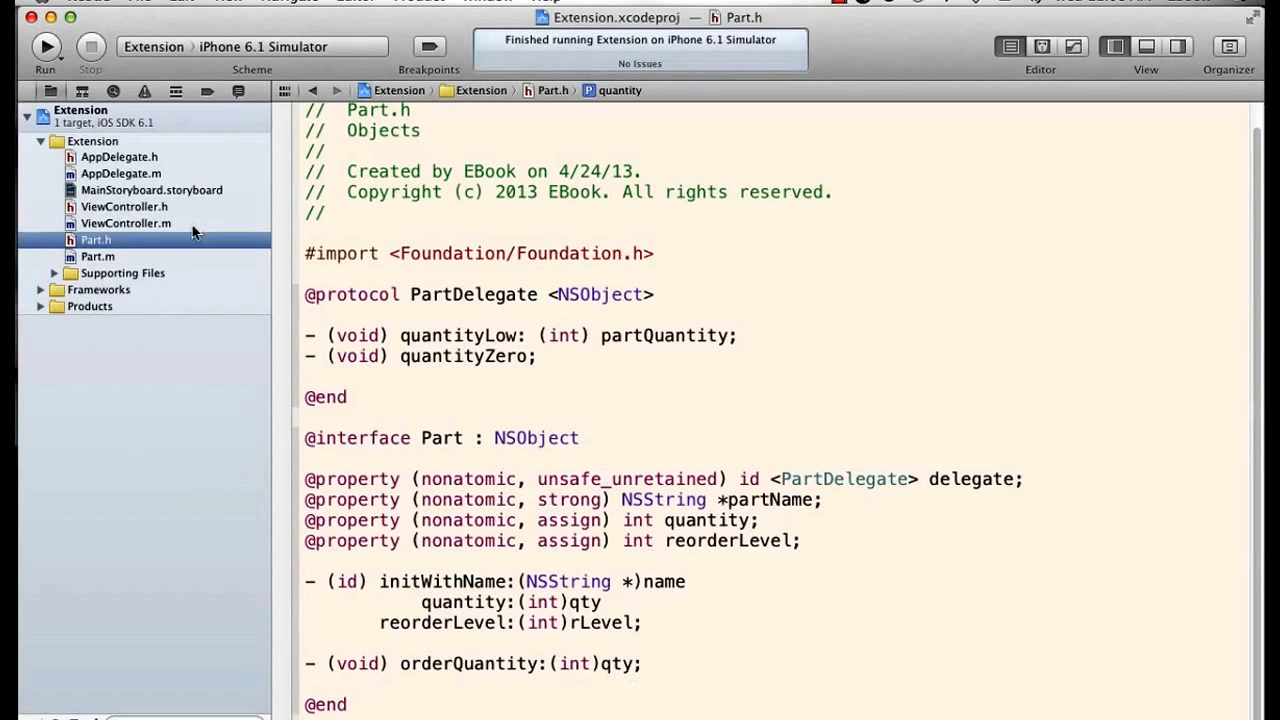 Extension.xcodeproj — Part.h
Extension › iPhone 6.1 Simulator
Finished running Extension on iPhone 6.1 Simulator
No Issues
Run Stop Scheme Breakpoints Editor View Organizer
Extension › Extension › Part.h › P quantity
Extension
1 target, iOS SDK 6.1
Extension
h AppDelegate.h
m AppDelegate.m
MainStoryboard.storyboard
h ViewController.h
m ViewController.m
h Part.h
m Part.m
Supporting Files
Frameworks
Products
// Part.h
// Objects
//
// Created by EBook on 4/24/13.
// Copyright (c) 2013 EBook. All rights reserved.
//
#import <Foundation/Foundation.h>
@protocol PartDelegate <NSObject>
- (void) quantityLow: (int) partQuantity;
- (void) quantityZero;
@end
@interface Part : NSObject
@property (nonatomic, unsafe_unretained) id <PartDelegate> delegate;
@property (nonatomic, strong) NSString *partName;
@property (nonatomic, assign) int quantity;
@property (nonatomic, assign) int reorderLevel;
- (id) initWithName:(NSString *)name
quantity:(int)qty
reorderLevel:(int)rLevel;
- (void) orderQuantity:(int)qty;
@end